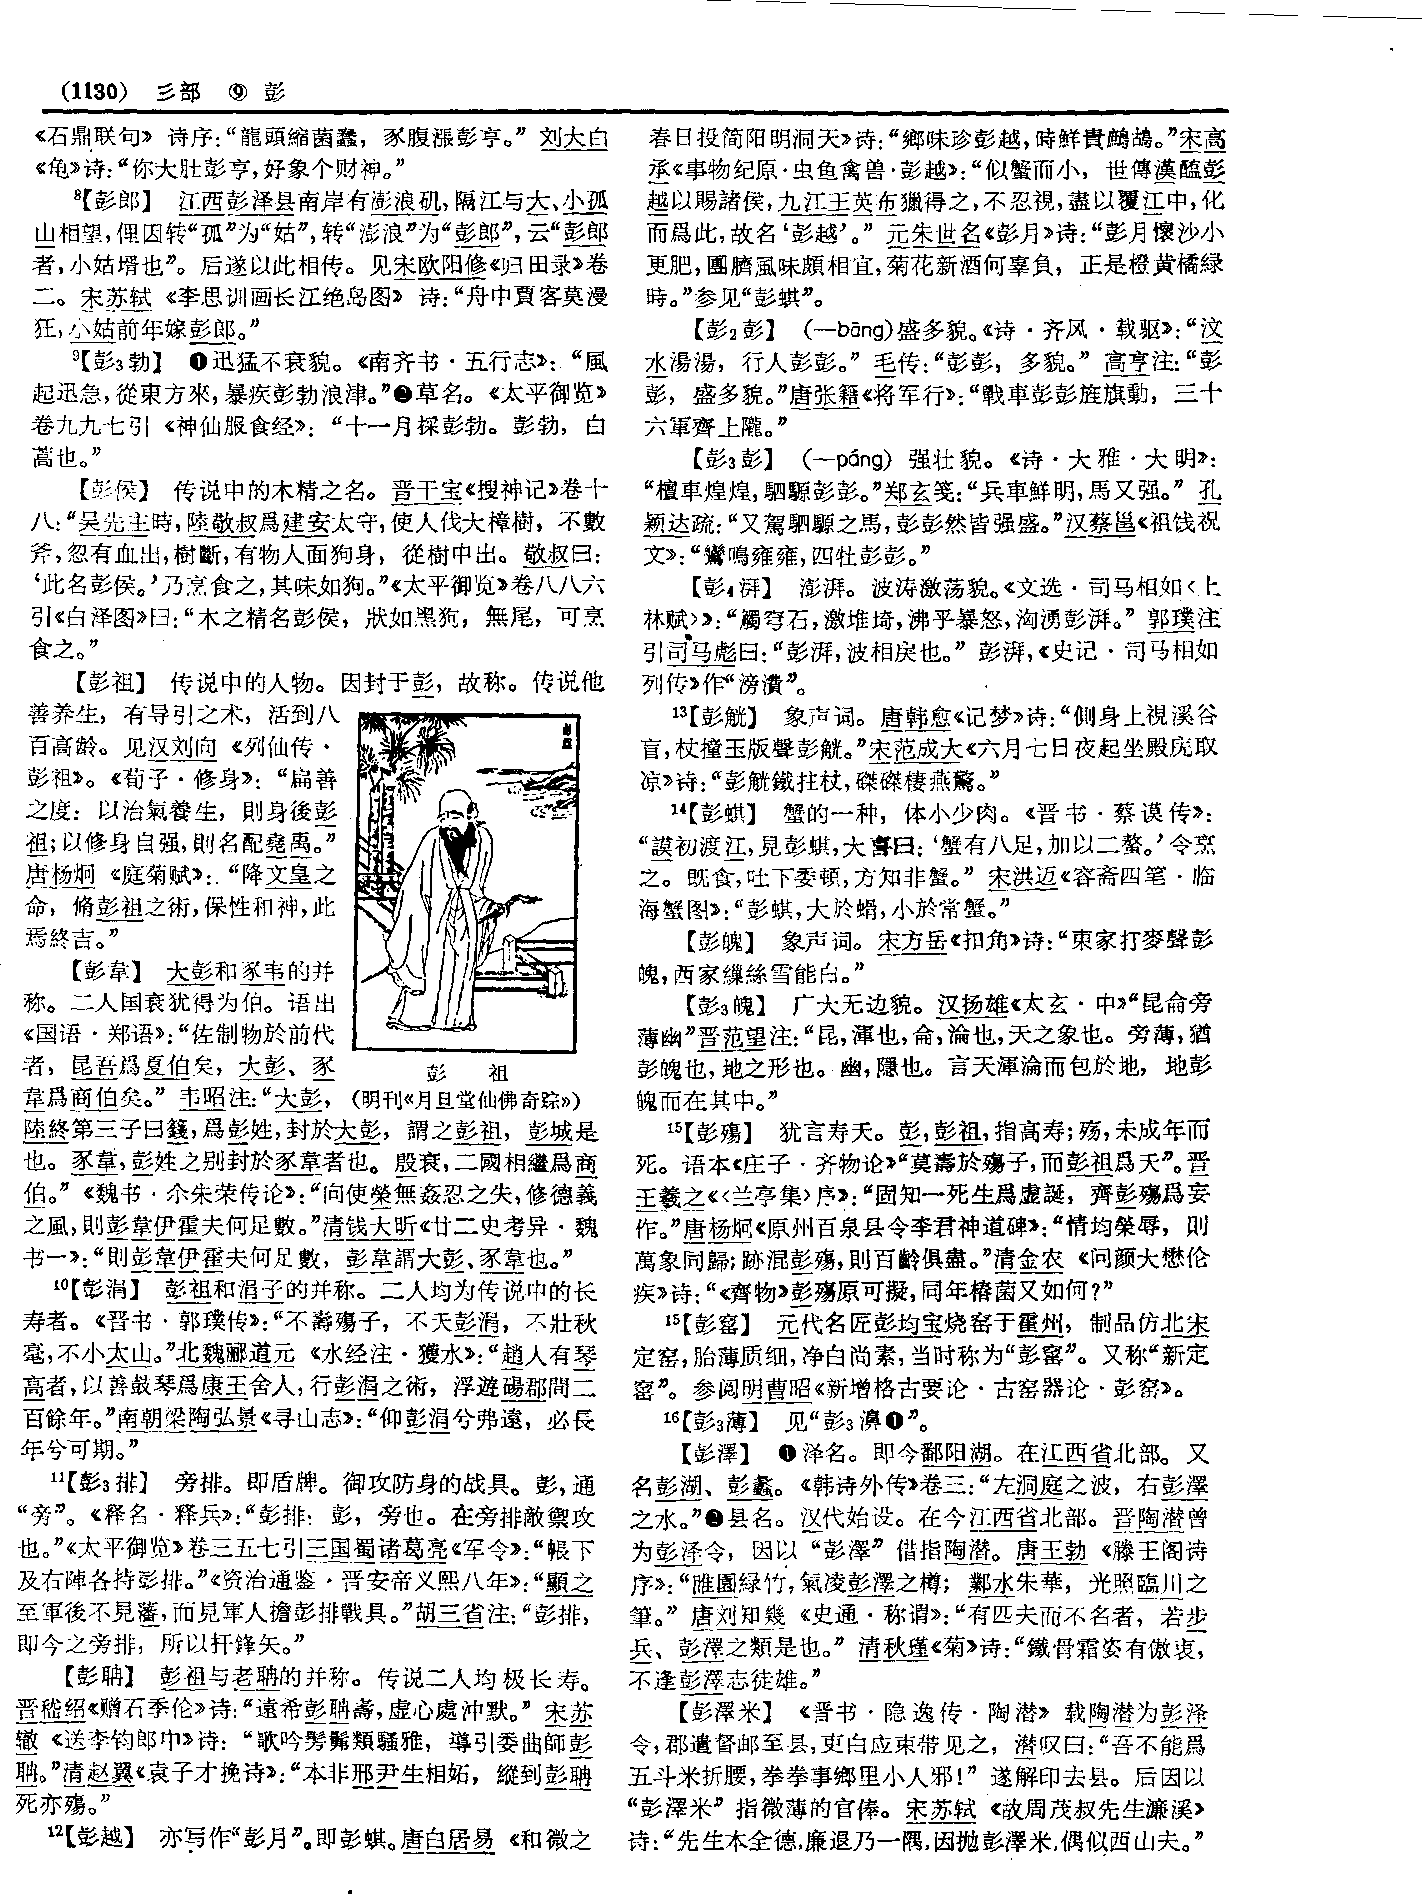 (1130) 彡部 ⑨ 彭
《石鼎联句》诗序：“龍頭縮菌蠢，豕腹漲彭亨。”刘大白
《龟》诗：“你大肚彭亨，好象个财神。”
8【彭郎】 江西彭泽县南岸有澎浪矶，隔江与大、小孤
山相望，俚因转“孤”为“姑”，转“澎浪”为“彭郎”，云“彭郎
者，小姑壻也”。后遂以此相传。见宋欧阳修《归田录》卷
二。宋苏轼《李思训画长江绝岛图》诗：“舟中賈客莫漫
狂，小姑前年嫁彭郎。”
9【彭3勃】 ❶迅猛不衰貌。《南齐书·五行志》：“風
起迅急，從東方來，暴疾彭勃浪津。”❷草名。《太平御览》
卷九九七引《神仙服食经》：“十一月採彭勃。彭勃，白
蒿也。”
【彭侯】 传说中的木精之名。晋干宝《搜神记》卷十
八：“吴先主時，陸敬叔爲建安太守，使人伐大樟樹，不數
斧，忽有血出，樹斷，有物人面狗身，從樹中出。敬叔曰：
‘此名彭侯。’乃烹食之，其味如狗。”《太平御览》卷八八六
引《白泽图》曰：“木之精名彭侯，狀如黑狗，無尾，可烹
食之。”
【彭祖】 传说中的人物。因封于彭，故称。传说他
善养生，有导引之术，活到八
百高龄。见汉刘向《列仙传·
彭祖》。《荀子·修身》：“扁善
之度：以治氣養生，則身後彭
祖；以修身自强，則名配堯禹。”
唐杨炯《庭菊赋》：“降文皇之
命，脩彭祖之術，保性和神，此
焉終吉。”
【彭韋】 大彭和豕韦的并
称。二人国衰犹得为伯。语出
《国语·郑语》：“佐制物於前代
者，昆吾爲夏伯矣，大彭、豕
韋爲商伯矣。”韦昭注：“大彭，
彭 祖
（明刊《月旦堂仙佛奇踪》）
陸終第三子曰籛，爲彭姓，封於大彭，謂之彭祖，彭城是
也。豕韋，彭姓之别封於豕韋者也。殷衰，二國相繼爲商
伯。”《魏书·尒朱荣传论》：“向使榮無姦忍之失，修德義
之風，則彭韋伊霍夫何足數。”清钱大昕《廿二史考异·魏
书一》：“則彭韋伊霍夫何足數，彭韋謂大彭、豕韋也。”
10【彭涓】 彭祖和涓子的并称。二人均为传说中的长
寿者。《晋书·郭璞传》：“不壽殤子，不夭彭涓，不壯秋
毫，不小太山。”北魏郦道元《水经注·獲水》：“趙人有琴
高者，以善鼓琴爲康王舍人，行彭涓之術，浮遊碭郡間二
百餘年。”南朝梁陶弘景《寻山志》：“仰彭涓兮弗遠，必長
年兮可期。”
11【彭3排】 旁排。即盾牌。御攻防身的战具。彭，通
“旁”。《释名·释兵》：“彭排：彭，旁也。在旁排敵禦攻
也。”《太平御览》卷三五七引三国蜀诸葛亮《军令》：“帳下
及右陣各持彭排。”《资治通鉴·晋安帝义熙八年》：“顯之
至軍後不見藩，而見軍人擔彭排戰具。”胡三省注：“彭排，
即今之旁排，所以扞鋒矢。”
【彭聃】 彭祖与老聃的并称。传说二人均极长寿。
晋嵇绍《赠石季伦》诗：“遠希彭聃壽，虚心處沖默。”宋苏
辙《送李钧郎中》诗：“歌吟髣髴類騷雅，導引委曲師彭
聃。”清赵翼《袁子才挽诗》：“本非邢尹生相妬，縱到彭聃
死亦殤。”
12【彭越】 亦写作“彭月”。即彭蜞。唐白居易《和微之
春日投简阳明洞天》诗：“鄉味珍彭越，時鮮貴鷓鴣。”宋高
承《事物纪原·虫鱼禽兽·彭越》：“似蟹而小，世傳漢醢彭
越以賜諸侯，九江王英布獵得之，不忍視，盡以覆江中，化
而爲此，故名‘彭越’。”元朱世名《彭月》诗：“彭月懷沙小
更肥，團臍風味頗相宜，菊花新酒何辜負，正是橙黄橘緑
時。”参见“彭蜞”。
【彭2彭】 （—bāng）盛多貌。《诗·齐风·载驱》：“汶
水湯湯，行人彭彭。”毛传：“彭彭，多貌。”高亨注：“彭
彭，盛多貌。”唐张籍《将军行》：“戰車彭彭旌旗動，三十
六軍齊上隴。”
【彭3彭】 （—páng）强壮貌。《诗·大雅·大明》：
“檀車煌煌，駟騵彭彭。”郑玄笺：“兵車鮮明，馬又强。”孔
颖达疏：“又駕駟騵之馬，彭彭然皆强盛。”汉蔡邕《祖饯祝
文》：“鸞鳴雍雍，四牡彭彭。”
【彭4湃】 澎湃。波涛激荡貌。《文选·司马相如〈上
林赋〉》：“觸穹石，激堆埼，沸乎暴怒，洶湧彭湃。”郭璞注
引司马彪曰：“彭湃，波相戾也。”彭湃，《史记·司马相如
列传》作“滂濞”。
13【彭觥】 象声词。唐韩愈《记梦》诗：“側身上視溪谷
盲，杖撞玉版聲彭觥。”宋范成大《六月七日夜起坐殿庑取
凉》诗：“彭觥鐵拄杖，磔磔棲燕驚。”
14【彭蜞】 蟹的一种，体小少肉。《晋书·蔡谟传》：
“謨初渡江，見彭蜞，大喜曰：‘蟹有八足，加以二螯。’令烹
之。既食，吐下委頓，方知非蟹。”宋洪迈《容斋四笔·临
海蟹图》：“彭蜞，大於蝟，小於常蟹。”
【彭魄】 象声词。宋方岳《扣角》诗：“東家打麥聲彭
魄，西家繰絲雪能白。”
【彭3魄】 广大无边貌。汉扬雄《太玄·中》“昆侖旁
薄幽”晋范望注：“昆，渾也，侖，淪也，天之象也。旁薄，猶
彭魄也，地之形也。幽，隱也。言天渾淪而包於地，地彭
魄而在其中。”
15【彭殇】 犹言寿夭。彭，彭祖，指高寿；殇，未成年而
死。语本《庄子·齐物论》“莫壽於殤子，而彭祖爲夭”。晋
王羲之《〈兰亭集〉序》：“固知一死生爲虚誕，齊彭殤爲妄
作。”唐杨炯《原州百泉县令李君神道碑》：“情均榮辱，則
萬象同歸；跡混彭殤，則百齡俱盡。”清金农《问颜大懋伦
疾》诗：“《齊物》彭殤原可擬，同年樁菌又如何？”
15【彭窑】 元代名匠彭均宝烧窑于霍州，制品仿北宋
定窑，胎薄质细，净白尚素，当时称为“彭窑”。又称“新定
窑”。参阅明曹昭《新增格古要论·古窑器论·彭窑》。
16【彭3薄】 见“彭3濞❶”。
【彭澤】 ❶泽名。即今鄱阳湖。在江西省北部。又
名彭湖、彭蠡。《韩诗外传》卷三：“左洞庭之波，右彭澤
之水。”❷县名。汉代始设。在今江西省北部。晋陶潜曾
为彭泽令，因以“彭澤”借指陶潜。唐王勃《滕王阁诗
序》：“睢園緑竹，氣凌彭澤之樽；鄴水朱華，光照臨川之
筆。”唐刘知幾《史通·称谓》：“有匹夫而不名者，若步
兵、彭澤之類是也。”清秋瑾《菊》诗：“鐵骨霜姿有傲衷，
不逢彭澤志徒雄。”
【彭澤米】 《晋书·隐逸传·陶潜》载陶潜为彭泽
令，郡遣督邮至县，吏白应束带见之，潜叹曰：“吾不能爲
五斗米折腰，拳拳事鄉里小人邪！”遂解印去县。后因以
“彭澤米”指微薄的官俸。宋苏轼《故周茂叔先生濂溪》
诗：“先生本全德，廉退乃一隅，因抛彭澤米，偶似西山夫。”